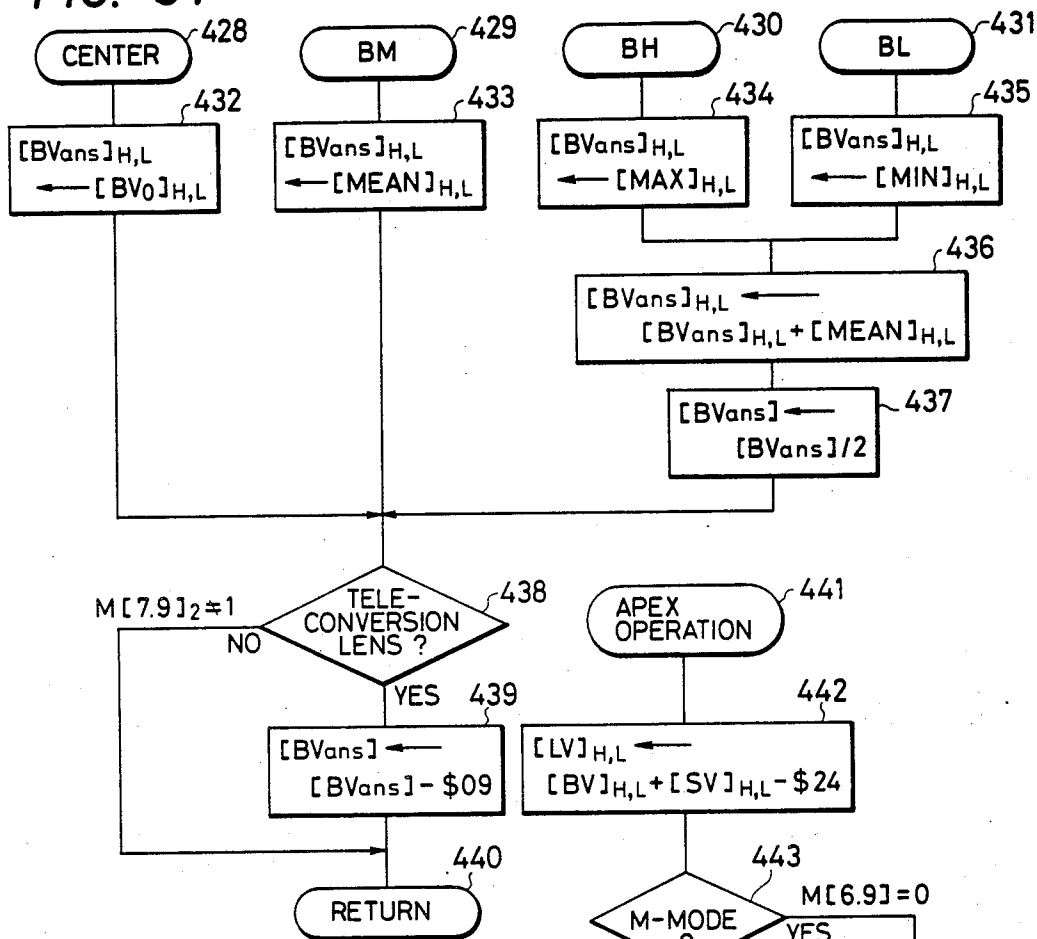 CENTER
428
BM
429
BH
430
BL
431
432
[BVans]H,L
← [BV0]H,L
433
[BVans]H,L
← [MEAN]H,L
434
[BVans]H,L
← [MAX]H,L
435
[BVans]H,L
← [MIN]H,L
436
[BVans]H,L ←
[BVans]H,L + [MEAN]H,L
437
[BVans] ←
[BVans]/2
438
TELE-
CONVERSION
LENS ?
M[7.9]2≠1
NO
YES
439
[BVans] ←
[BVans] - $09
440
RETURN
441
APEX
OPERATION
442
[LV]H,L ←
[BV]H,L + [SV]H,L - $24
443
M-MODE
M[6.9]=0
YES